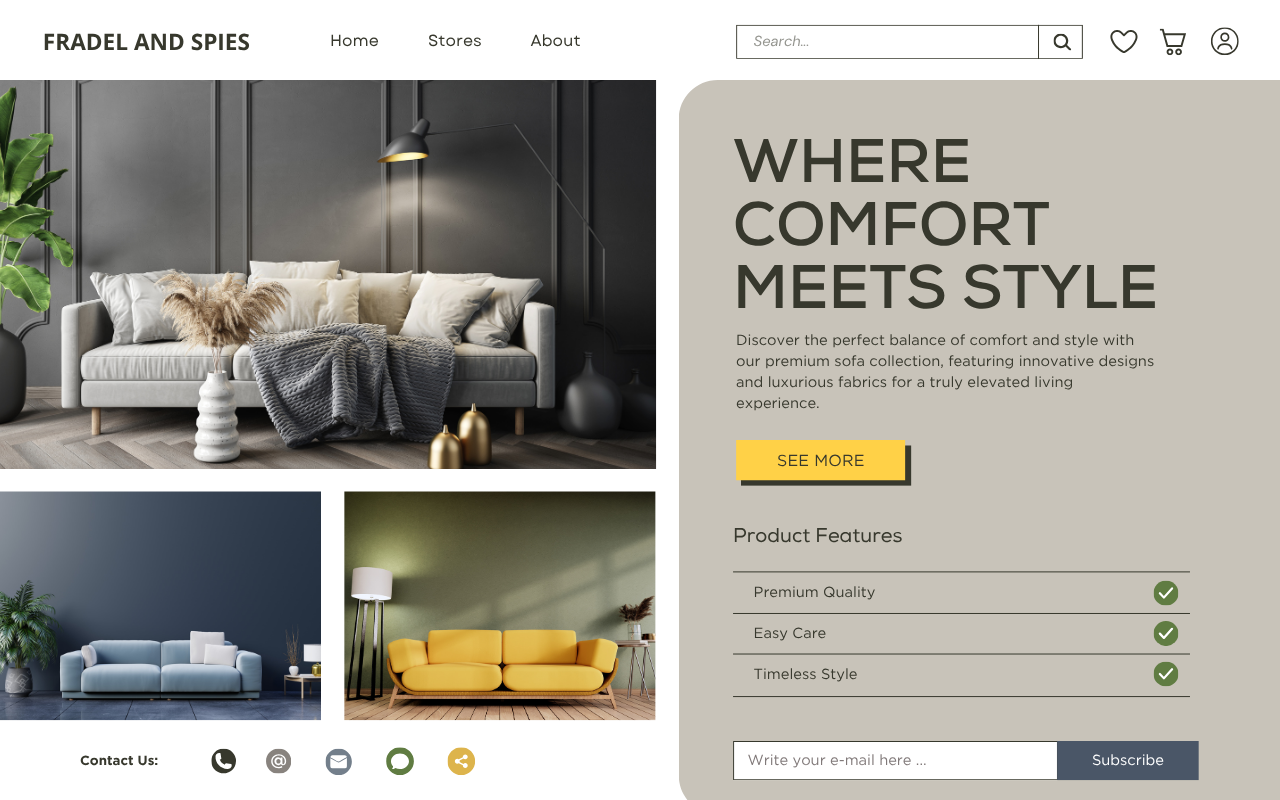 FRADEL AND SPIES
Home
Stores
About
Search...
WHERE
COMFORT
MEETS STYLE
Discover the perfect balance of comfort and style with
our premium sofa collection, featuring innovative designs
and luxurious fabrics for a truly elevated living
experience.
SEE MORE
Product Features
Premium Quality
Easy Care
Timeless Style
Contact Us:
@
Write your e-mail here ...
Subscribe